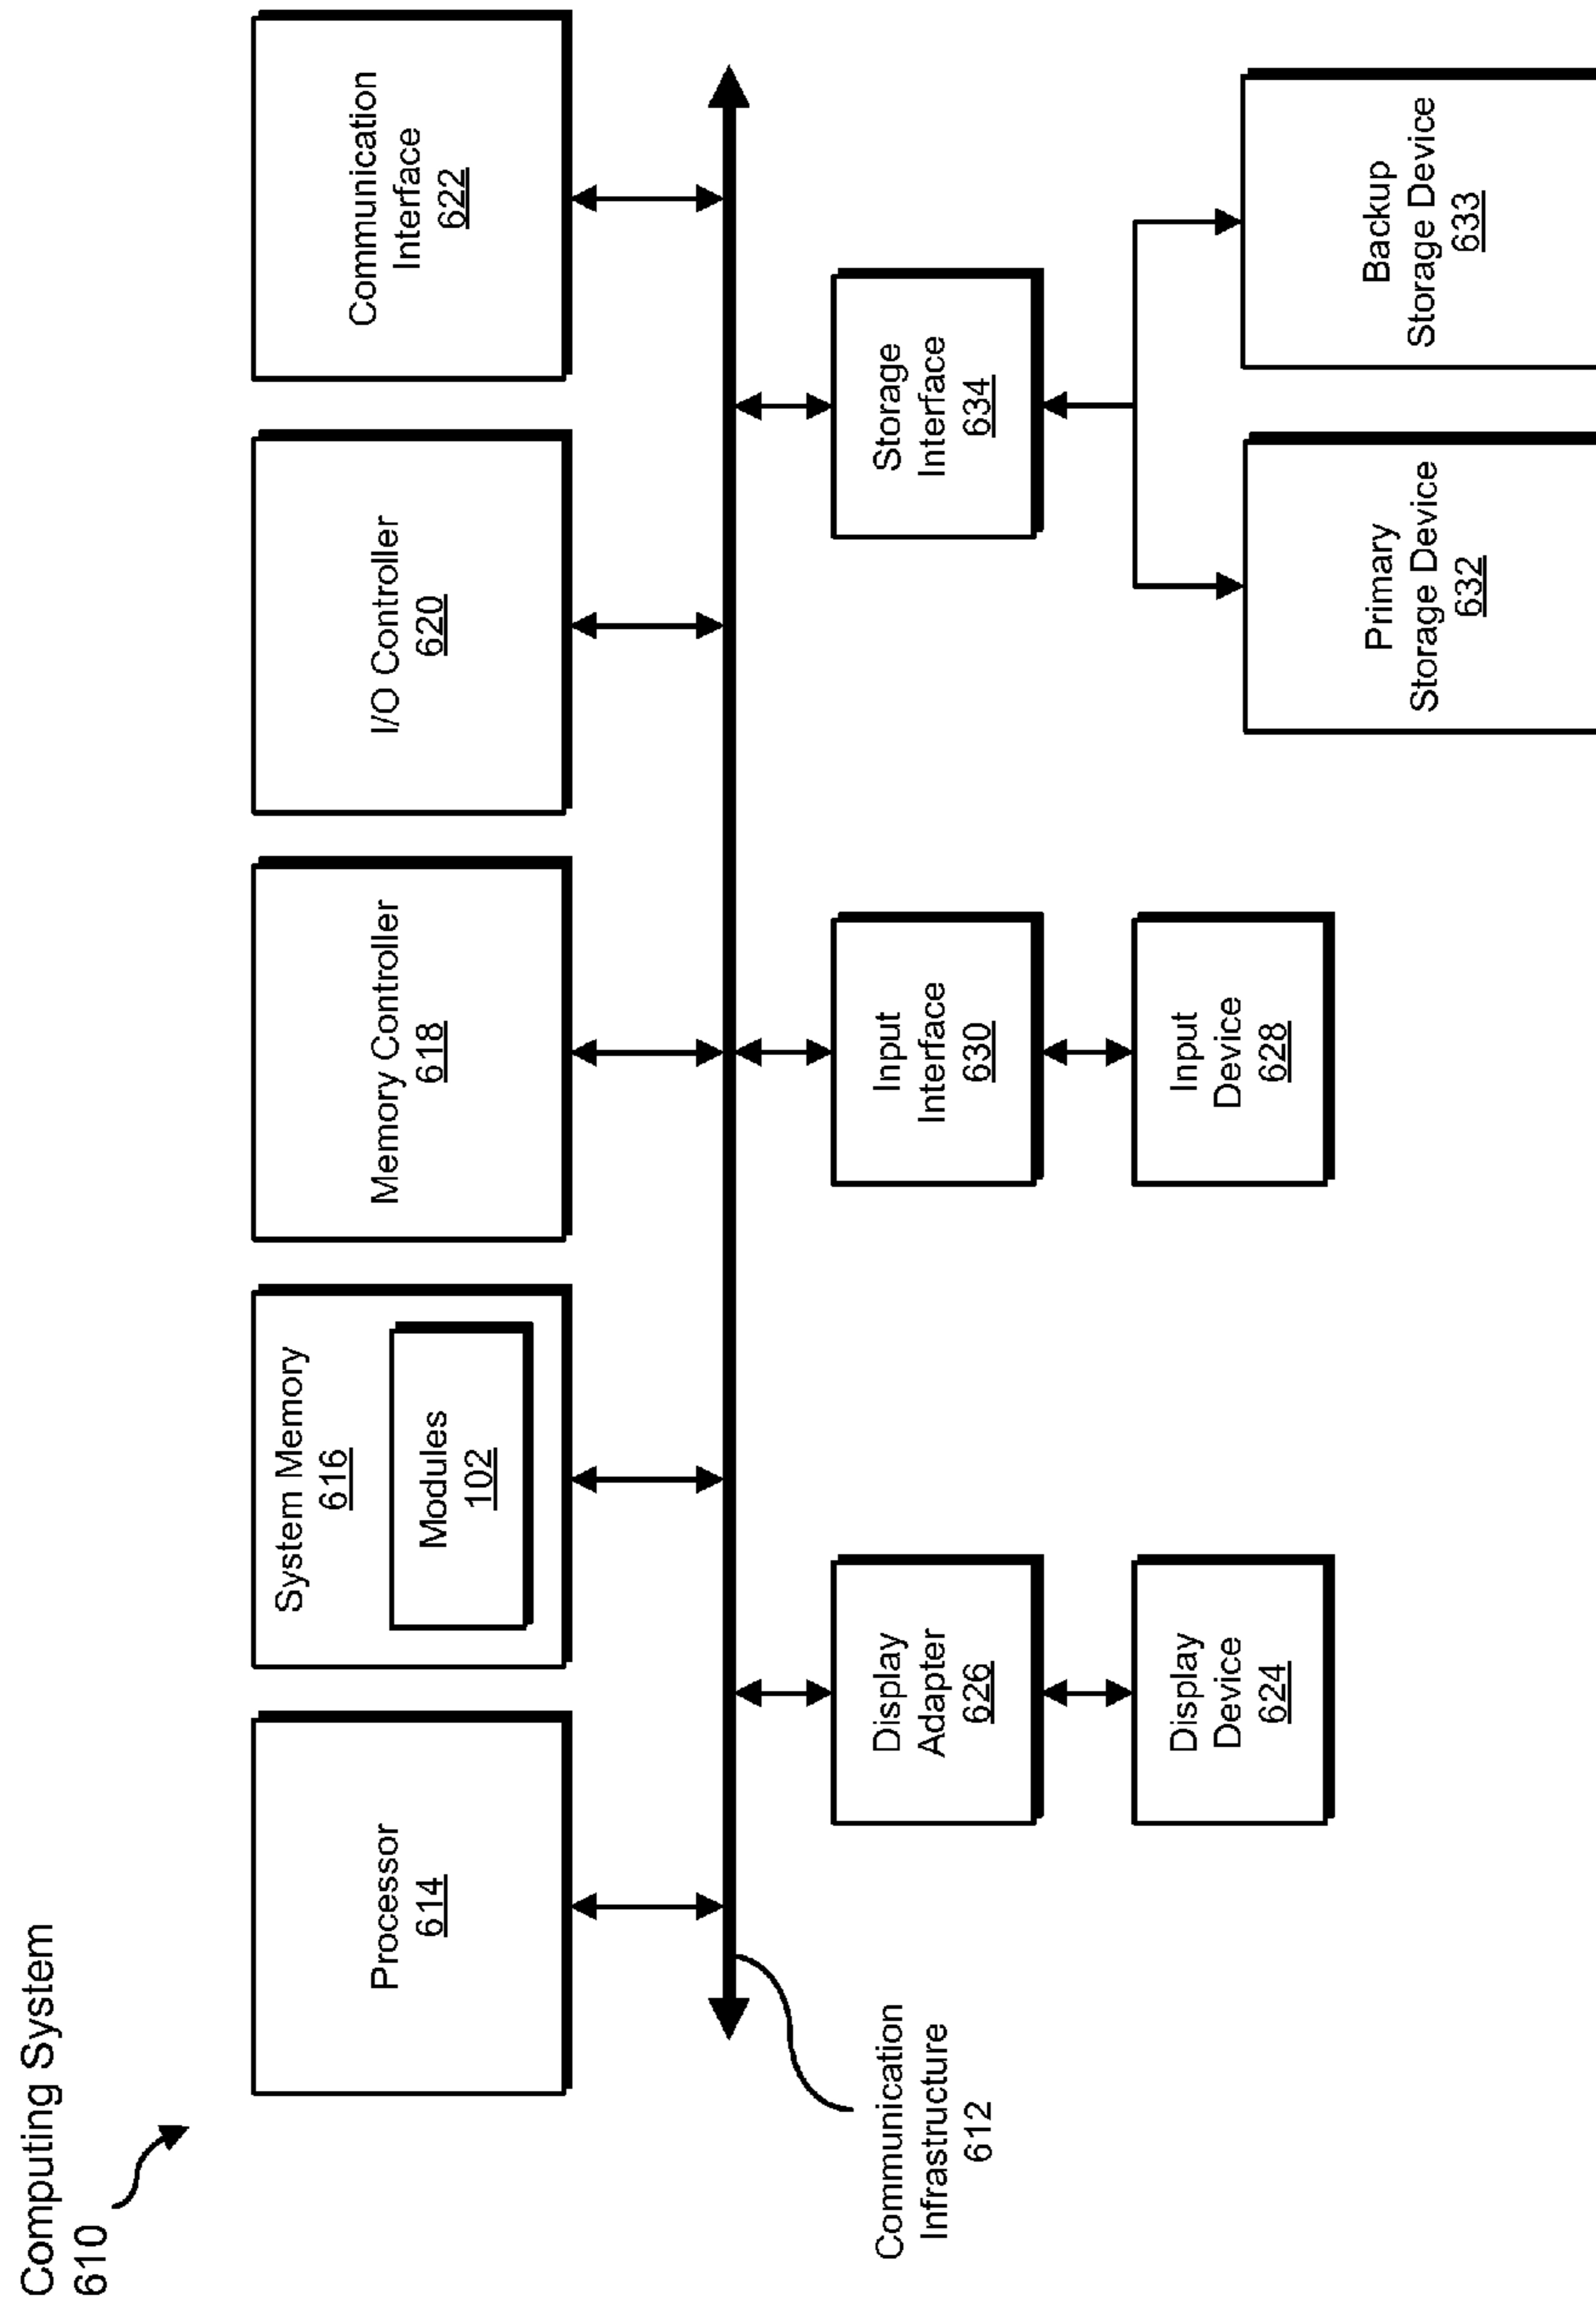 Computing System
610
Processor
614
System Memory
616
Modules
102
Memory Controller
618
I/O Controller
620
Communication
Interface
622
Communication
Infrastructure
612
Display
Adapter
626
Input
Interface
630
Storage
Interface
634
Display
Device
624
Input
Device
628
Primary
Storage Device
632
Backup
Storage Device
633